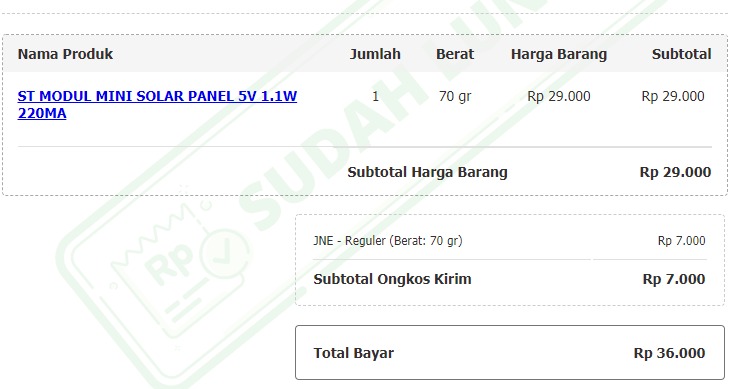 Nama Produk Jumlah Berat Harga Barang Subtotal
ST MODUL MINI SOLAR PANEL 5V 1.1W 1 70 gr Rp 29.000 Rp 29.000
220MA
Subtotal Harga Barang Rp 29.000
JNE - Reguler (Berat: 70 gr) Rp 7.000
Subtotal Ongkos Kirim Rp 7.000
Total Bayar Rp 36.000
Rp
SUDAH LUN